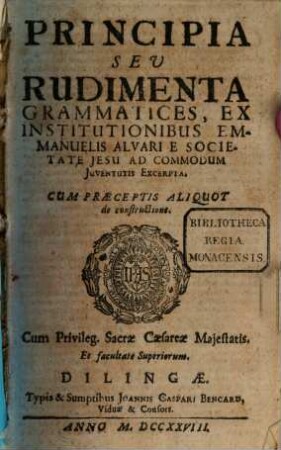 PRINCIPIA
SEU
RUDIMENTA
GRAMMATICES, EX
INSTITUTIONIBUS EM-
MANUELIS ALVARI E SOCIE-
TATE JESU AD COMMODUM
JUVENTUTIS EXCERPTA.
CUM PRÆCEPTIS ALIQUOT
de constructione.
BIBLIOTHECA
REGIA
MONACENSIS
IHS
Cum Privileg. Sacræ Cæsareæ Majestatis.
Et facultate Superiorum.
DILINGÆ.
Typis & Sumptibus JOANNIS CASPARI BENCARD,
Viduæ & Consort.
ANNO M. DCCXXVIII.